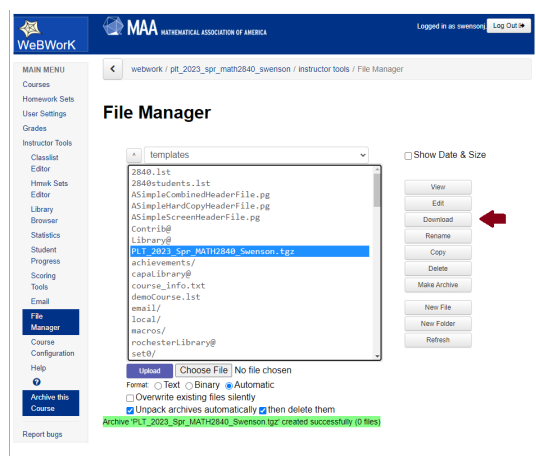 WeBWorK
MAA MATHEMATICAL ASSOCIATION OF AMERICA
Logged in as swensonj. Log Out
MAIN MENU
Courses
Homework Sets
User Settings
Grades
Instructor Tools
Classlist
Editor
Hmwk Sets
Editor
Library
Browser
Statistics
Student
Progress
Scoring
Tools
Email
File
Manager
Course
Configuration
Help
?
Archive this
Course
Report bugs
webwork / plt_2023_spr_math2840_swenson / instructor tools / File Manager
File Manager
^ templates
Show Date & Size
2840.lst
2840students.lst
ASimpleCombinedHeaderFile.pg
ASimpleHardCopyHeaderFile.pg
ASimpleScreenHeaderFile.pg
Contrib@
Library@
PLT_2023_Spr_MATH2840_Swenson.tgz
achievements/
capaLibrary@
course_info.txt
demoCourse.lst
email/
local/
macros/
rochesterLibrary@
set0/
View
Edit
Download
Rename
Copy
Delete
Make Archive
New File
New Folder
Refresh
Upload Choose File No file chosen
Format: Text Binary Automatic
Overwrite existing files silently
Unpack archives automatically then delete them
Archive 'PLT_2023_Spr_MATH2840_Swenson.tgz' created successfully (0 files)